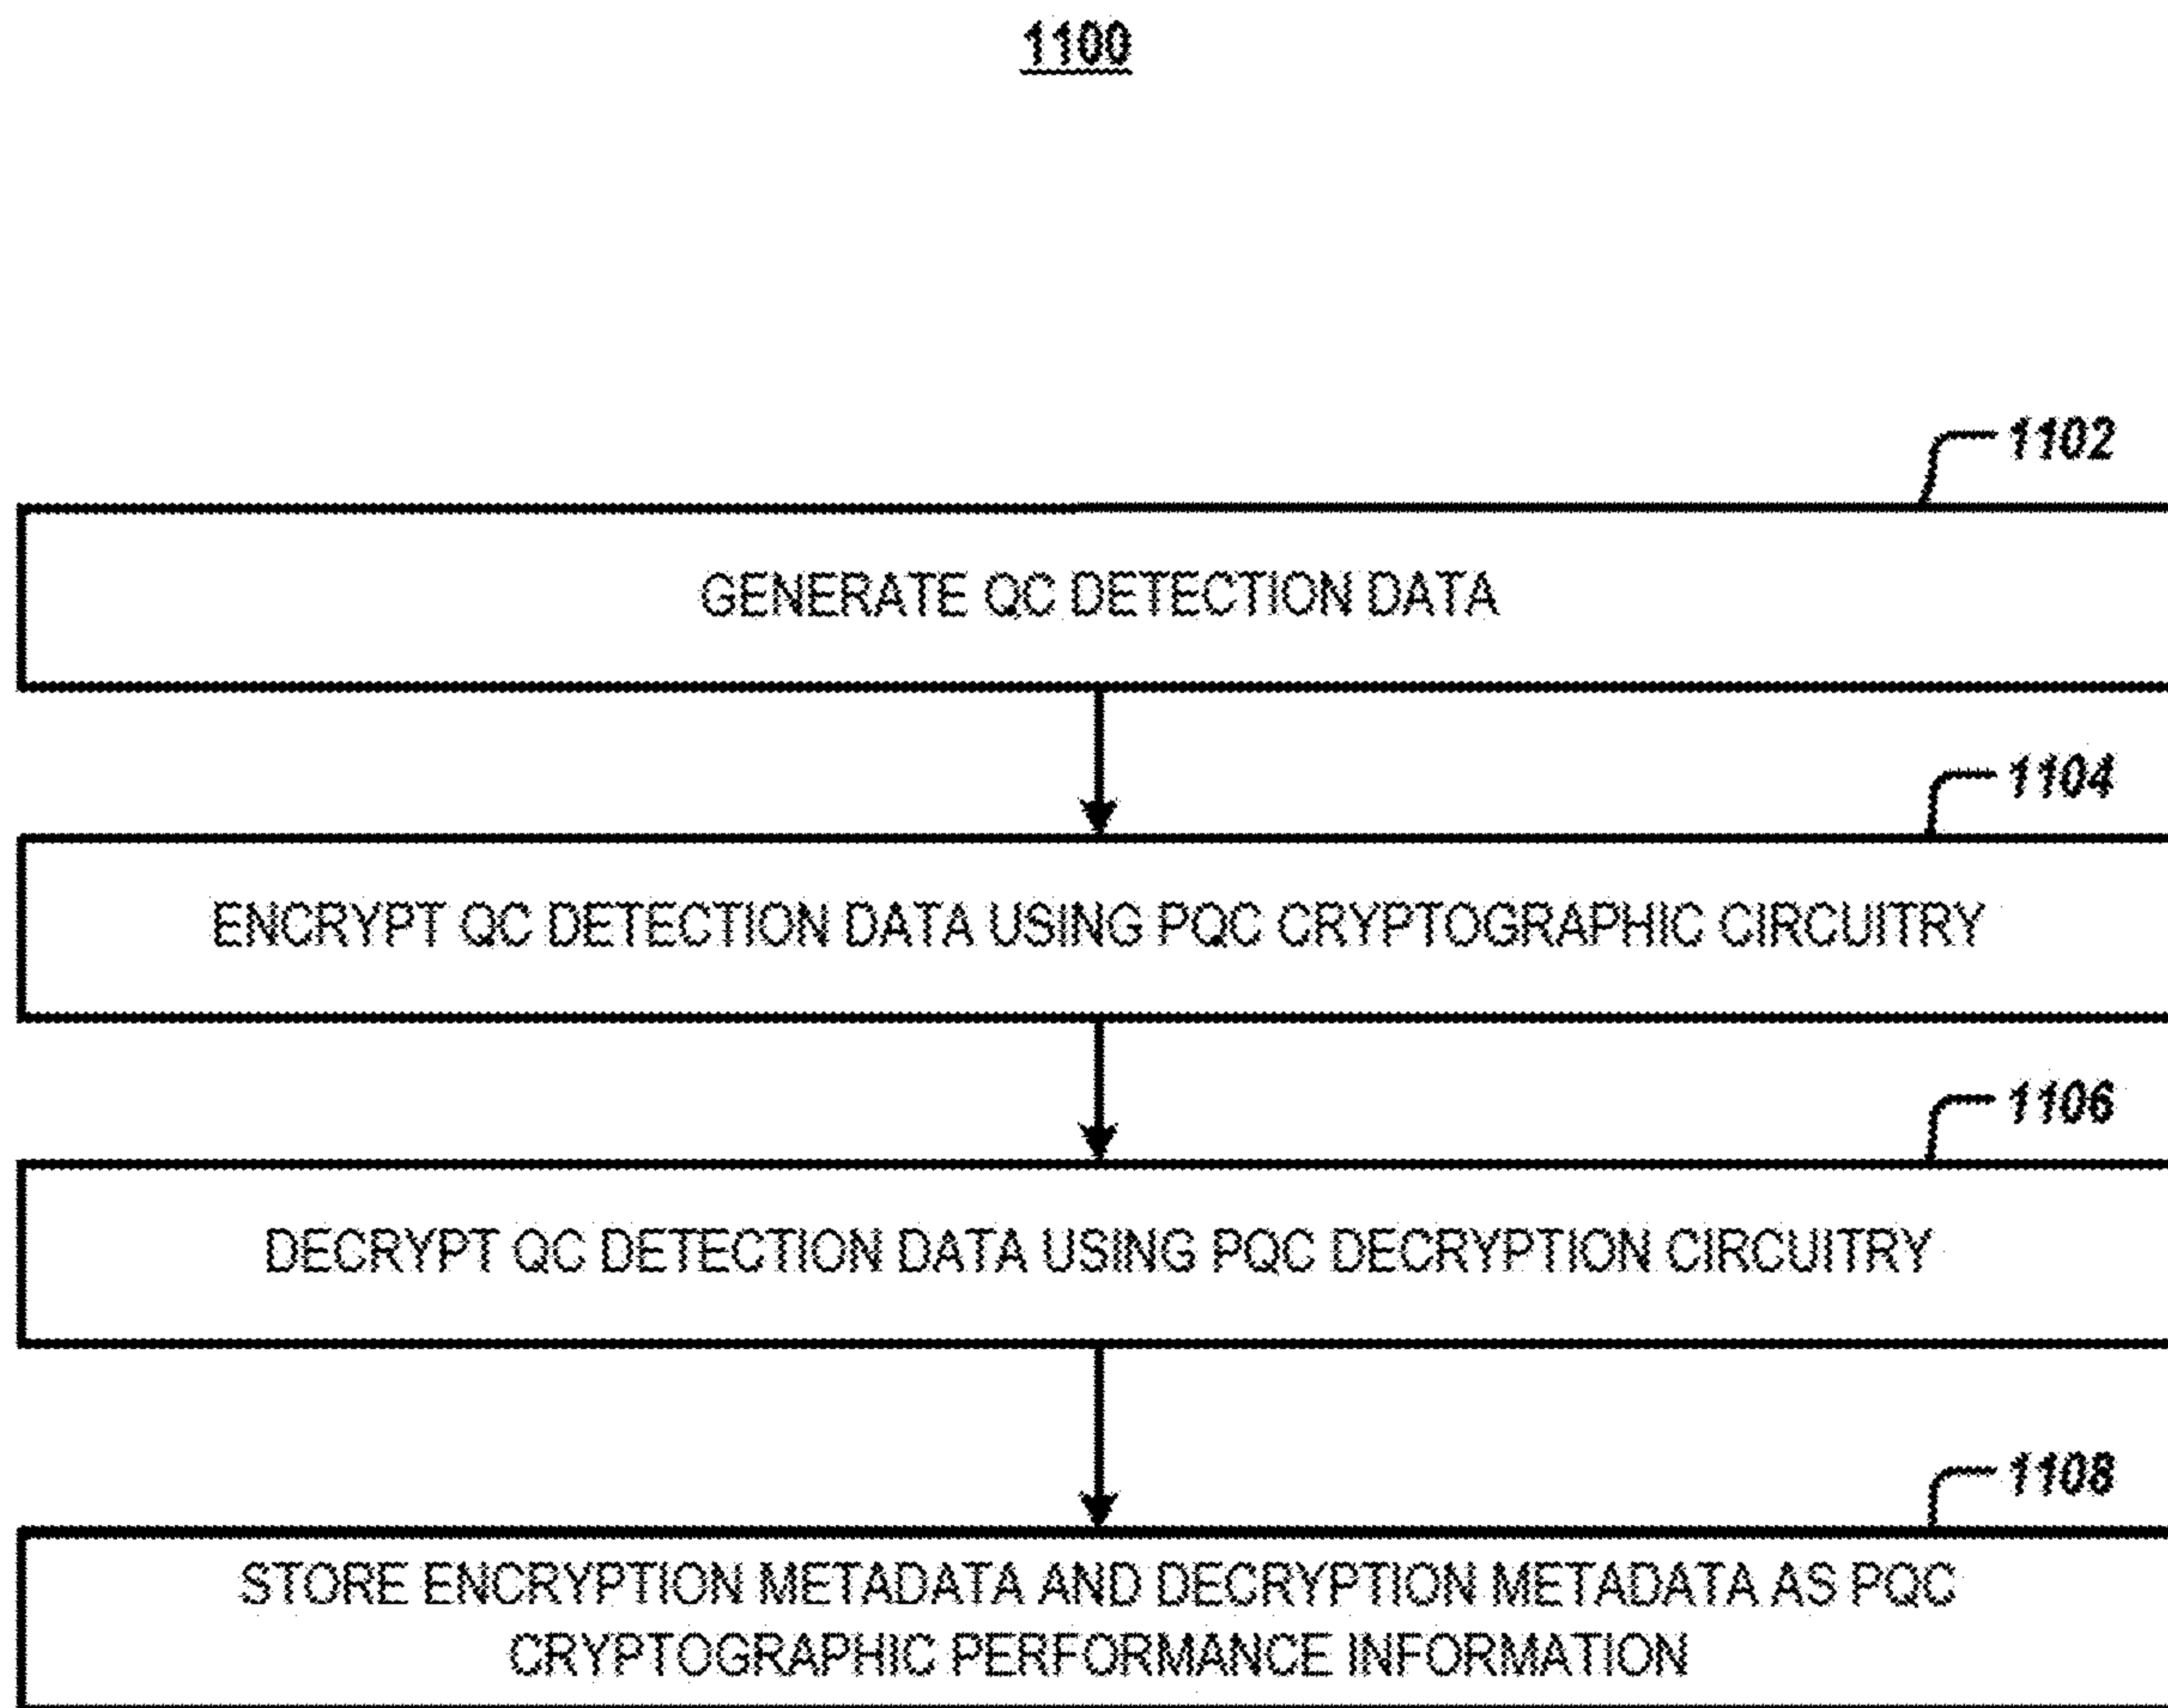 1100
1102
GENERATE QC DETECTION DATA
1104
ENCRYPT QC DETECTION DATA USING PQC CRYPTOGRAPHIC CIRCUITRY
1106
DECRYPT QC DETECTION DATA USING PQC DECRYPTION CIRCUITRY
1108
STORE ENCRYPTION METADATA AND DECRYPTION METADATA AS PQC
CRYPTOGRAPHIC PERFORMANCE INFORMATION